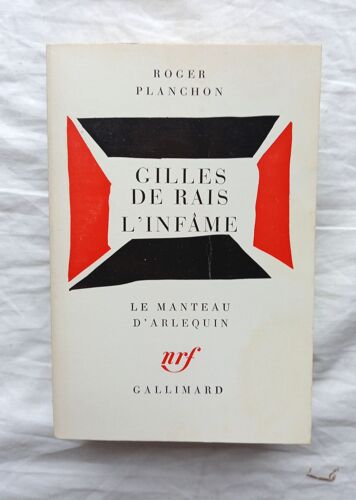 ROGER
PLANCHON
GILLES
DE RAIS
L'INFÂME
LE MANTEAU
D'ARLEQUIN
nrf
GALLIMARD